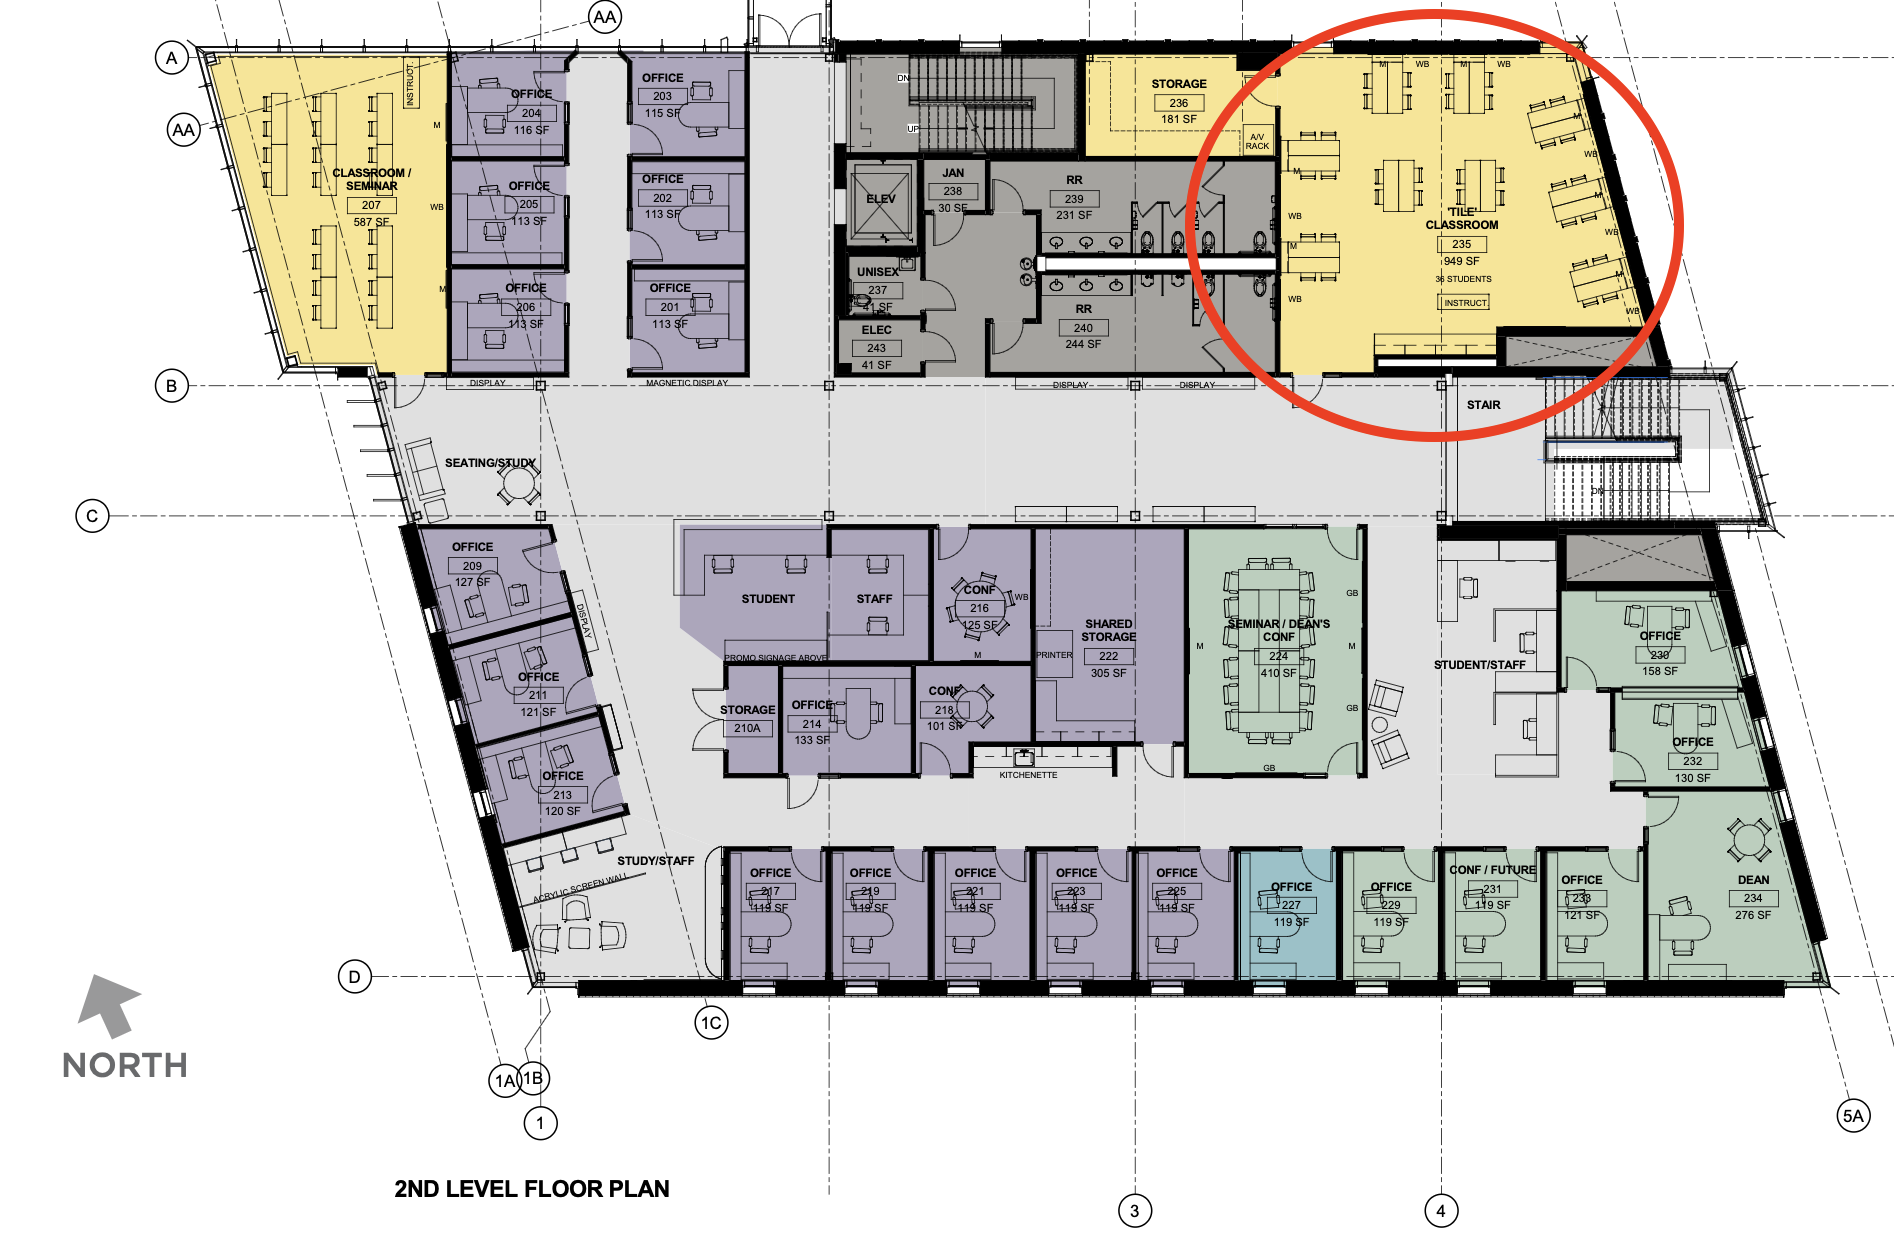 AA
A
AA
B
C
D
INSTRUCT.
M
CLASSROOM /
SEMINAR
207
587 SF
WB
M
OFFICE
204
116 SF
OFFICE
203
115 SF
OFFICE
205
113 SF
OFFICE
202
113 SF
OFFICE
206
113 SF
OFFICE
201
113 SF
DISPLAY
MAGNETIC DISPLAY
DN
UP
ELEV
JAN
238
30 SF
UNISEX
237
41 SF
ELEC
243
41 SF
STORAGE
236
181 SF
A/V
RACK
RR
239
231 SF
RR
240
244 SF
DISPLAY
DISPLAY
M
WB
M
WB
M
WB
M
WB
M
WB
M
WB
M
WB
M
WB
'TILE'
CLASSROOM
235
949 SF
36 STUDENTS
INSTRUCT.
STAIR
DN
SEATING/STUDY
OFFICE
209
127 SF
DISPLAY
OFFICE
211
121 SF
OFFICE
213
120 SF
STUDENT
STAFF
PROMO SIGNAGE ABOVE
CONF
216
125 SF
WB
M
STORAGE
210A
OFFICE
214
133 SF
CONF
218
101 SF
KITCHENETTE
SHARED
STORAGE
222
305 SF
PRINTER
SEMINAR / DEAN'S
CONF
224
410 SF
GB
M
M
GB
GB
STUDENT/STAFF
OFFICE
230
158 SF
OFFICE
232
130 SF
DEAN
234
276 SF
STUDY/STAFF
ACRYLIC SCREEN WALL
OFFICE
217
119 SF
OFFICE
219
119 SF
OFFICE
221
119 SF
OFFICE
223
119 SF
OFFICE
225
119 SF
OFFICE
227
119 SF
OFFICE
229
119 SF
CONF / FUTURE
231
119 SF
OFFICE
233
121 SF
NORTH
1A
1B
1
1C
3
4
5A
2ND LEVEL FLOOR PLAN